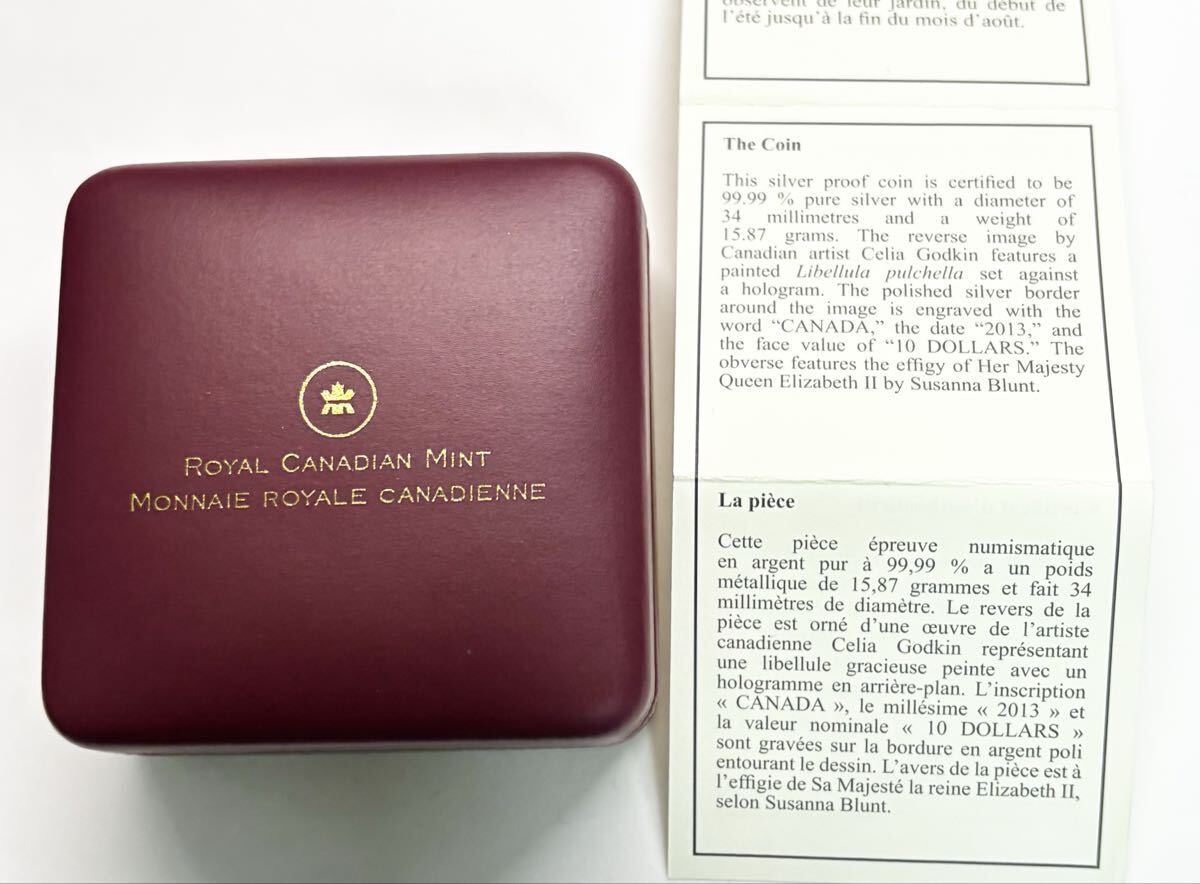 ROYAL CANADIAN MINT
MONNAIE ROYALE CANADIENNE
observent de leur jardin, du début de
l'été jusqu'à la fin du mois d'août.
The Coin
This silver proof coin is certified to be
99.99 % pure silver with a diameter of
34 millimetres and a weight of
15.87 grams. The reverse image by
Canadian artist Celia Godkin features a
painted Libellula pulchella set against
a hologram. The polished silver border
around the image is engraved with the
word “CANADA,” the date “2013,” and
the face value of “10 DOLLARS.” The
obverse features the effigy of Her Majesty
Queen Elizabeth II by Susanna Blunt.
La pièce
Cette pièce épreuve numismatique
en argent pur à 99,99 % a un poids
métallique de 15,87 grammes et fait 34
millimètres de diamètre. Le revers de la
pièce est orné d’une œuvre de l’artiste
canadienne Celia Godkin représentant
une libellule gracieuse peinte avec un
hologramme en arrière-plan. L’inscription
« CANADA », le millésime « 2013 » et
la valeur nominale « 10 DOLLARS »
sont gravées sur la bordure en argent poli
entourant le dessin. L’avers de la pièce est à
l’effigie de Sa Majesté la reine Elizabeth II,
selon Susanna Blunt.